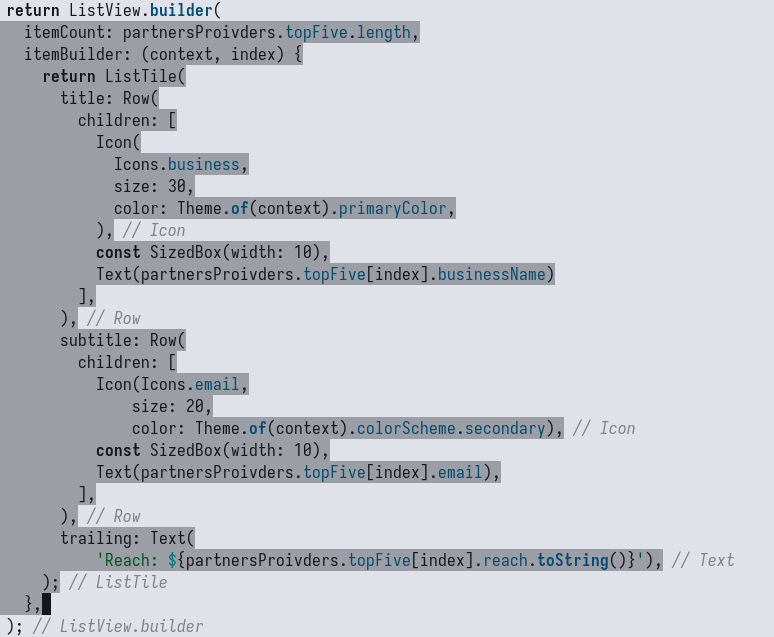 return ListView.builder(
  itemCount: partnersProivders.topFive.length,
  itemBuilder: (context, index) {
    return ListTile(
      title: Row(
        children: [
          Icon(
            Icons.business,
            size: 30,
            color: Theme.of(context).primaryColor,
          ), // Icon
          const SizedBox(width: 10),
          Text(partnersProivders.topFive[index].businessName)
        ],
      ), // Row
      subtitle: Row(
        children: [
          Icon(Icons.email,
              size: 20,
              color: Theme.of(context).colorScheme.secondary), // Icon
          const SizedBox(width: 10),
          Text(partnersProivders.topFive[index].email),
        ],
      ), // Row
      trailing: Text(
          'Reach: ${partnersProivders.topFive[index].reach.toString()}'), // Text
    ); // ListTile
  },
); // ListView.builder